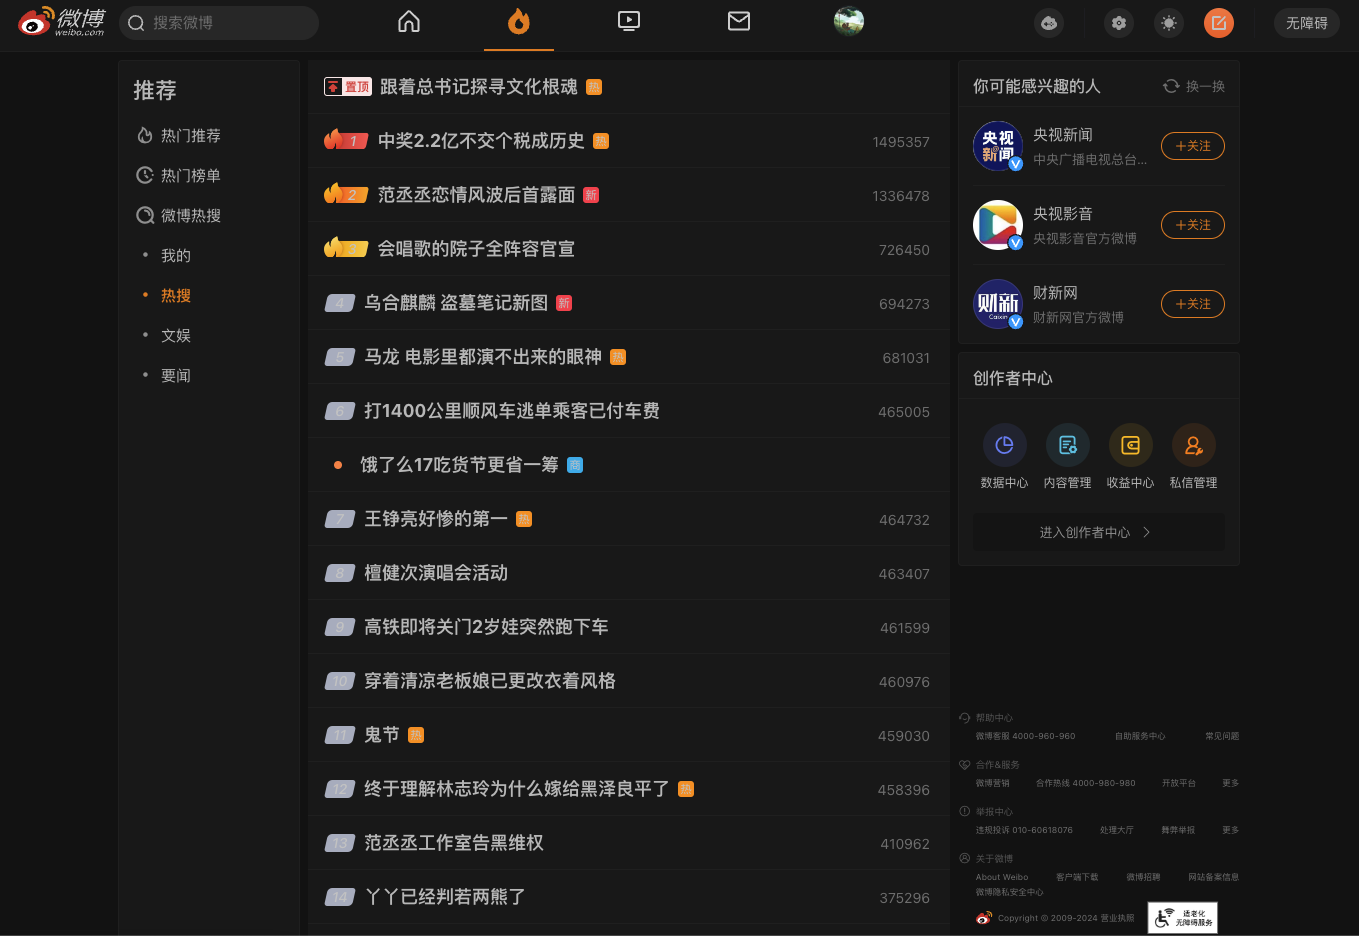 微博
weibo.com
搜索微博
无障碍
推荐
热门推荐
热门榜单
微博热搜
我的
热搜
文娱
要闻
置顶 跟着总书记探寻文化根魂 热
1 中奖2.2亿不交个税成历史 热 1495357
2 范丞丞恋情风波后首露面 新 1336478
3 会唱歌的院子全阵容官宣 726450
4 乌合麒麟 盗墓笔记新图 新 694273
5 马龙 电影里都演不出来的眼神 热 681031
6 打1400公里顺风车逃单乘客已付车费 465005
饿了么17吃货节更省一筹 商
7 王铮亮好惨的第一 热 464732
8 檀健次演唱会活动 463407
9 高铁即将关门2岁娃突然跑下车 461599
10 穿着清凉老板娘已更改衣着风格 460976
11 鬼节 热 459030
12 终于理解林志玲为什么嫁给黑泽良平了 热 458396
13 范丞丞工作室告黑维权 410962
14 丫丫已经判若两熊了 375296
你可能感兴趣的人 换一换
央视新闻
央视新闻
中央广播电视总台...
+关注
央视影音
央视影音官方微博
+关注
财新
Caixin
财新网
财新网官方微博
+关注
创作者中心
数据中心 内容管理 收益中心 私信管理
进入创作者中心
帮助中心
微博客服 4000-960-960 自助服务中心 常见问题
合作&服务
微博营销 合作热线 4000-980-980 开放平台 更多
举报中心
违规投诉 010-60618076 处理大厅 舞弊举报 更多
关于微博
About Weibo 客户端下载 微博招聘 网站备案信息
微博隐私安全中心
Copyright © 2009-2024 营业执照
适老化
无障碍服务